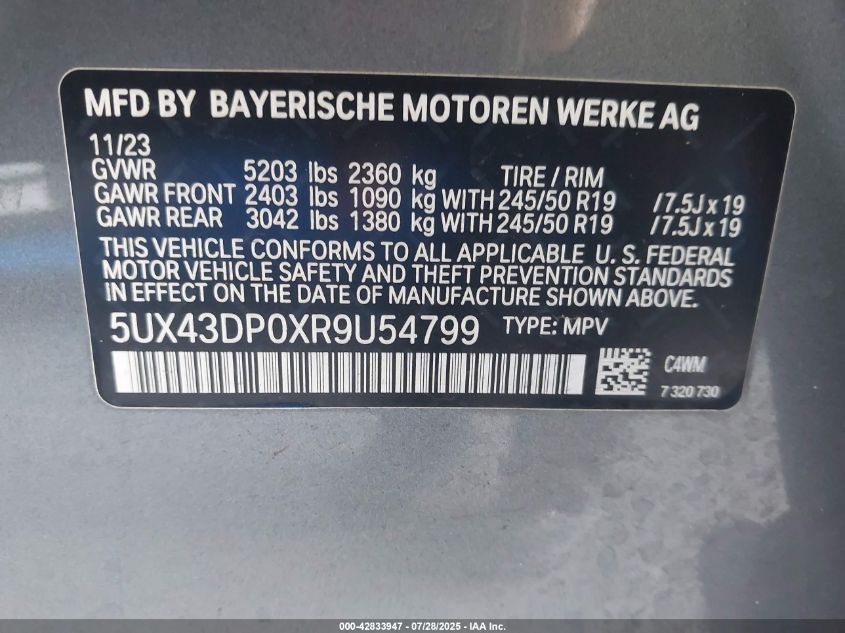 MFD BY BAYERISCHE MOTOREN WERKE AG
11/23
GVWR 5203 lbs 2360 kg TIRE / RIM
GAWR FRONT 2403 lbs 1090 kg WITH 245/50 R19 /7.5J x 19
GAWR REAR 3042 lbs 1380 kg WITH 245/50 R19 /7.5J x 19
THIS VEHICLE CONFORMS TO ALL APPLICABLE U. S. FEDERAL
MOTOR VEHICLE SAFETY AND THEFT PREVENTION STANDARDS
IN EFFECT ON THE DATE OF MANUFACTURE SHOWN ABOVE.
5UX43DP0XR9U54799 TYPE: MPV
C4WM
7 320 730
000-42833947 | 07/28/2025 - IAA Inc.